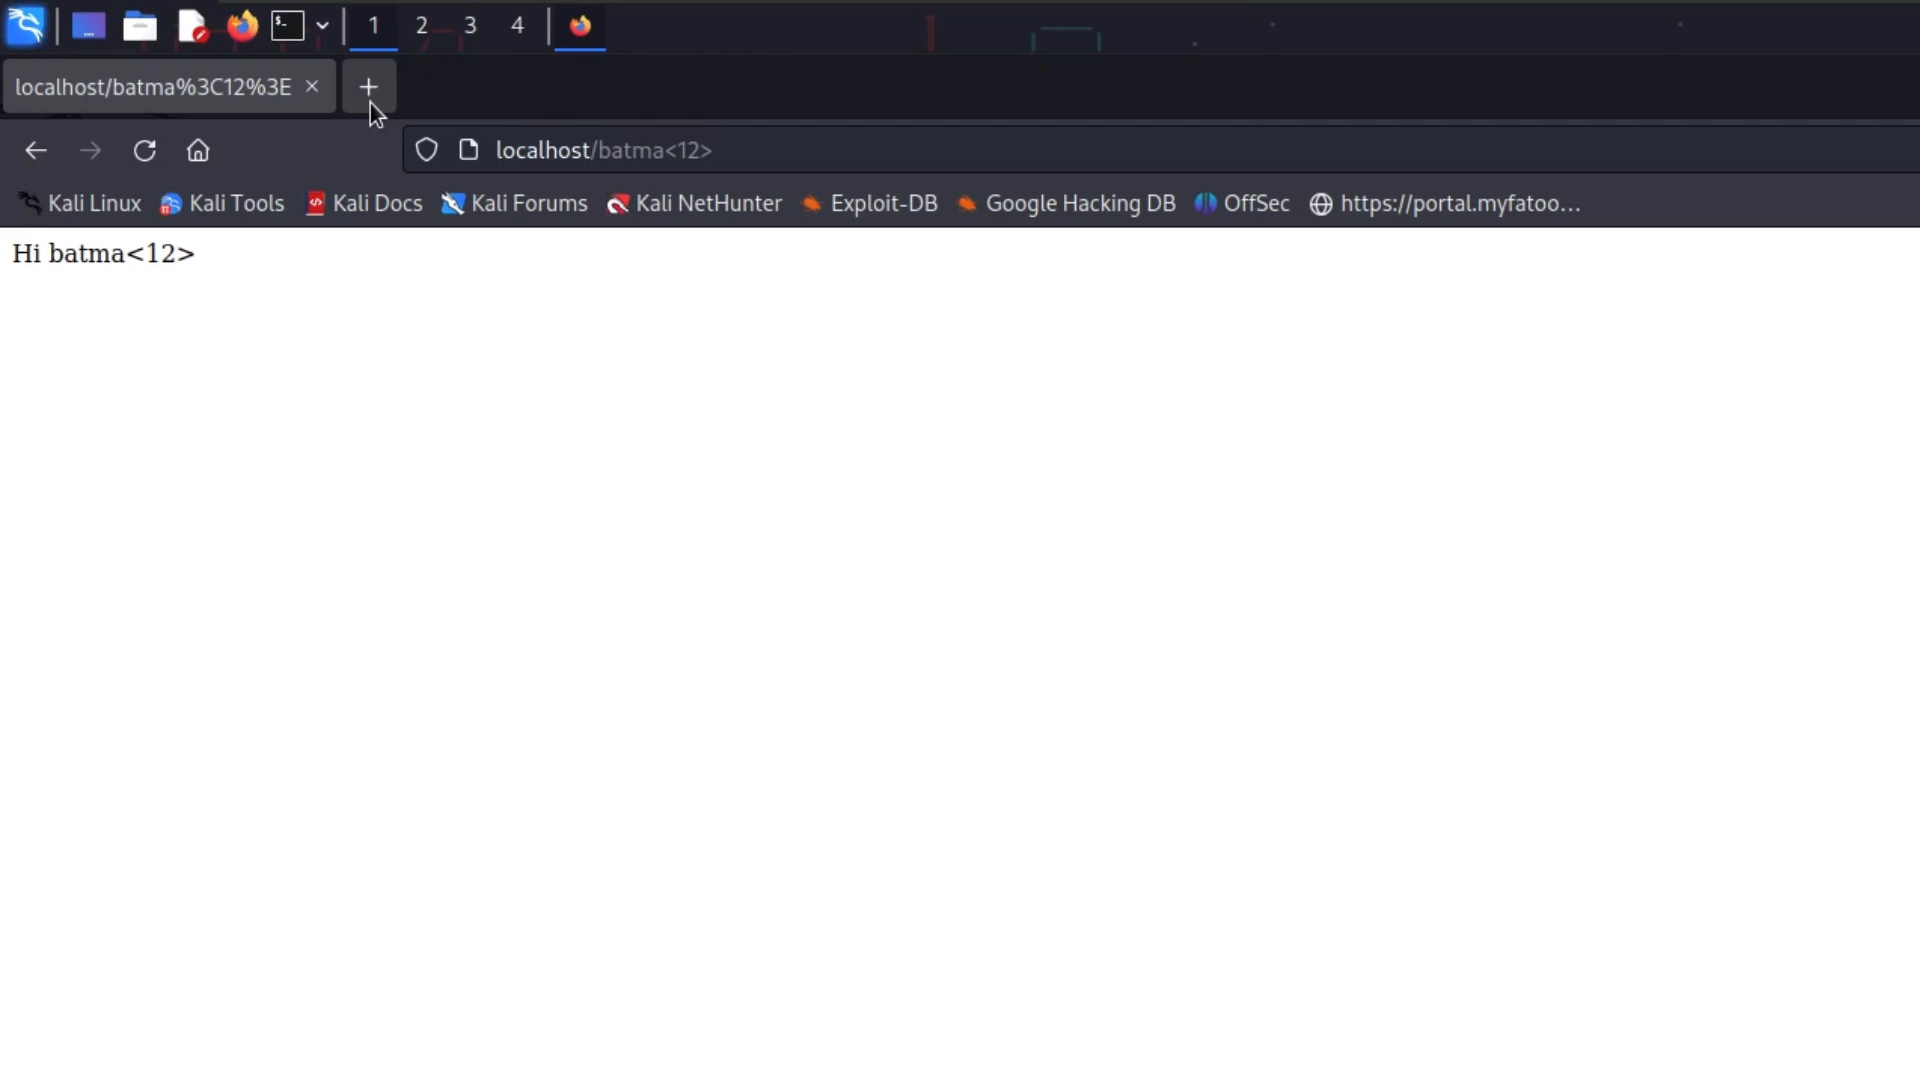 1 2 3 4
localhost/batma%3C12%3E
localhost/batma<12>
Kali Linux Kali Tools Kali Docs Kali Forums Kali NetHunter Exploit-DB Google Hacking DB OffSec https://portal.myfatoo...
Hi batma<12>